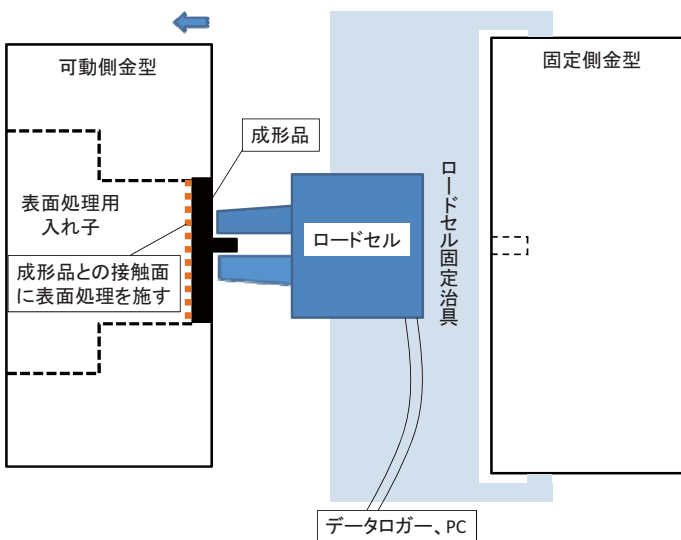 可動側金型
固定側金型
成形品
表面処理用
入れ子
成形品との接触面
に表面処理を施す
ロードセル
ロードセル固定治具
データロガー、PC